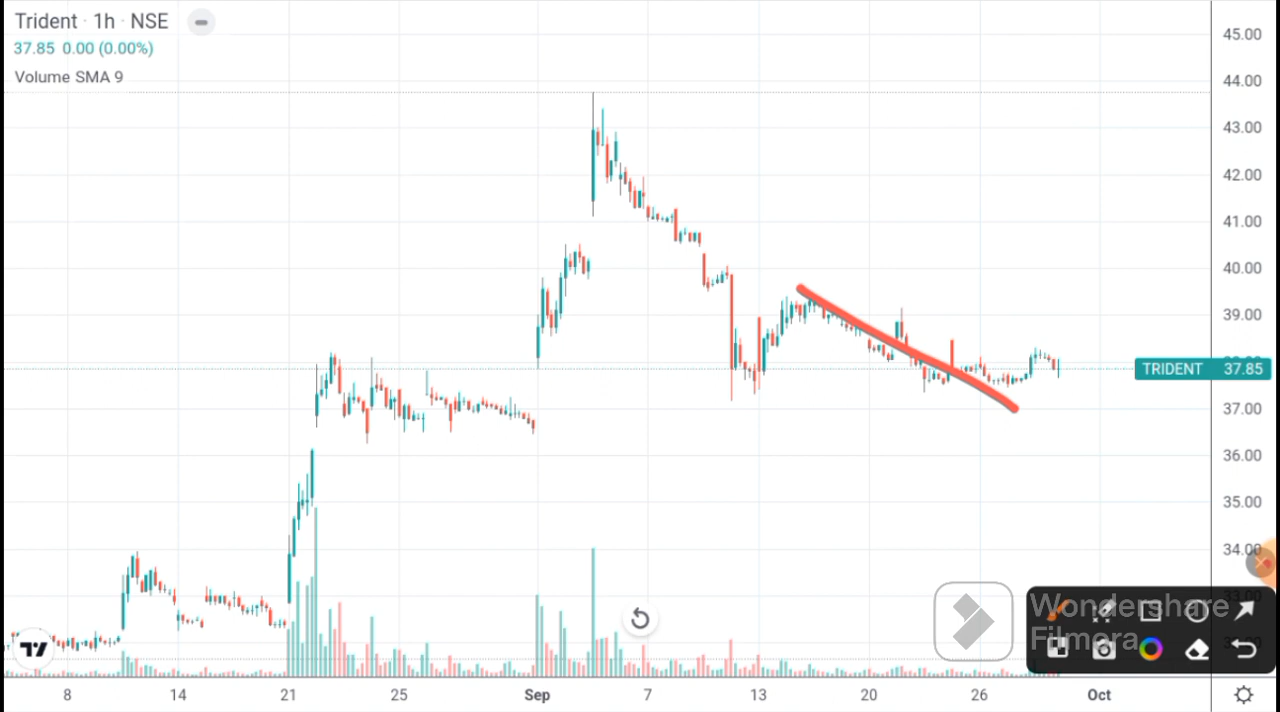 Trident · 1h · NSE
37.85 0.00 (0.00%)
Volume SMA 9
45.00
44.00
43.00
42.00
41.00
40.00
39.00
TRIDENT 37.85
37.00
36.00
35.00
34.00
Wondershare
Filmora
8 14 21 25 Sep 7 13 20 26 Oct